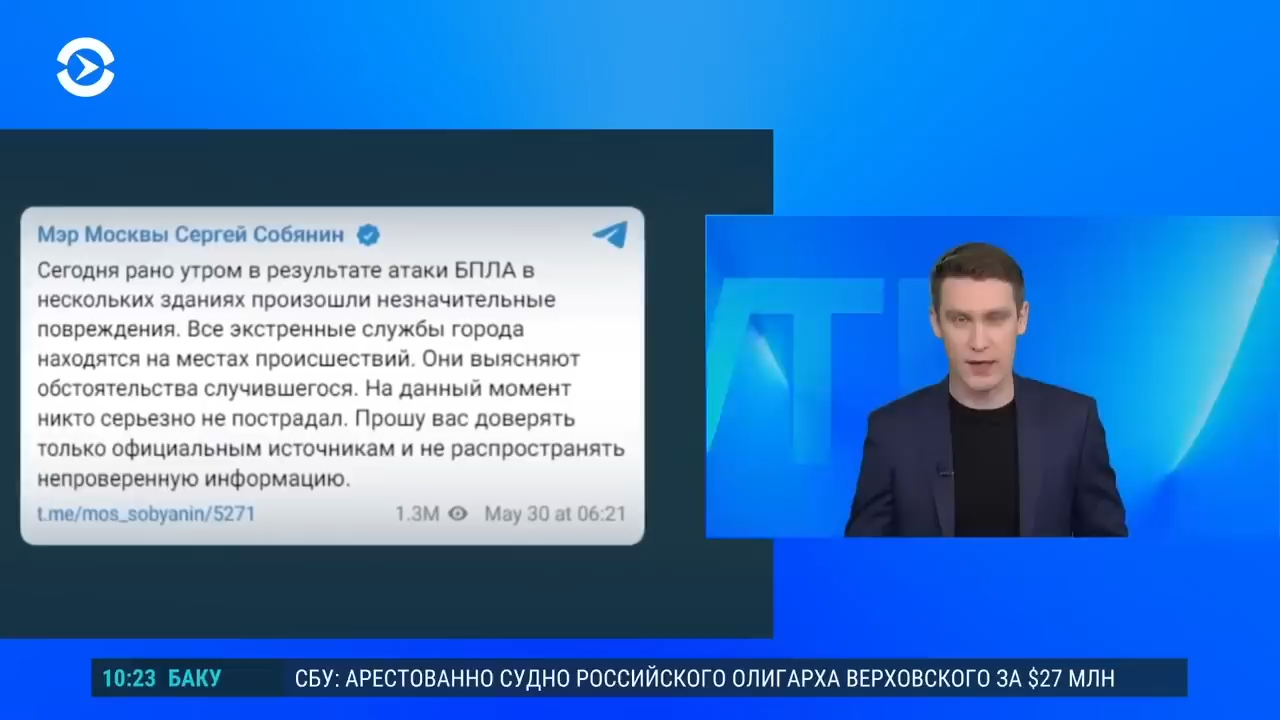 Мэр Москвы Сергей Собянин
Сегодня рано утром в результате атаки БПЛА в
нескольких зданиях произошли незначительные
повреждения. Все экстренные службы города
находятся на местах происшествий. Они выясняют
обстоятельства случившегося. На данный момент
никто серьезно не пострадал. Прошу вас доверять
только официальным источникам и не распространять
непроверенную информацию.
t.me/mos_sobyanin/5271 1.3M May 30 at 06:21
10:23 БАКУ СБУ: АРЕСТОВАННО СУДНО РОССИЙСКОГО ОЛИГАРХА ВЕРХОВСКОГО ЗА $27 МЛН